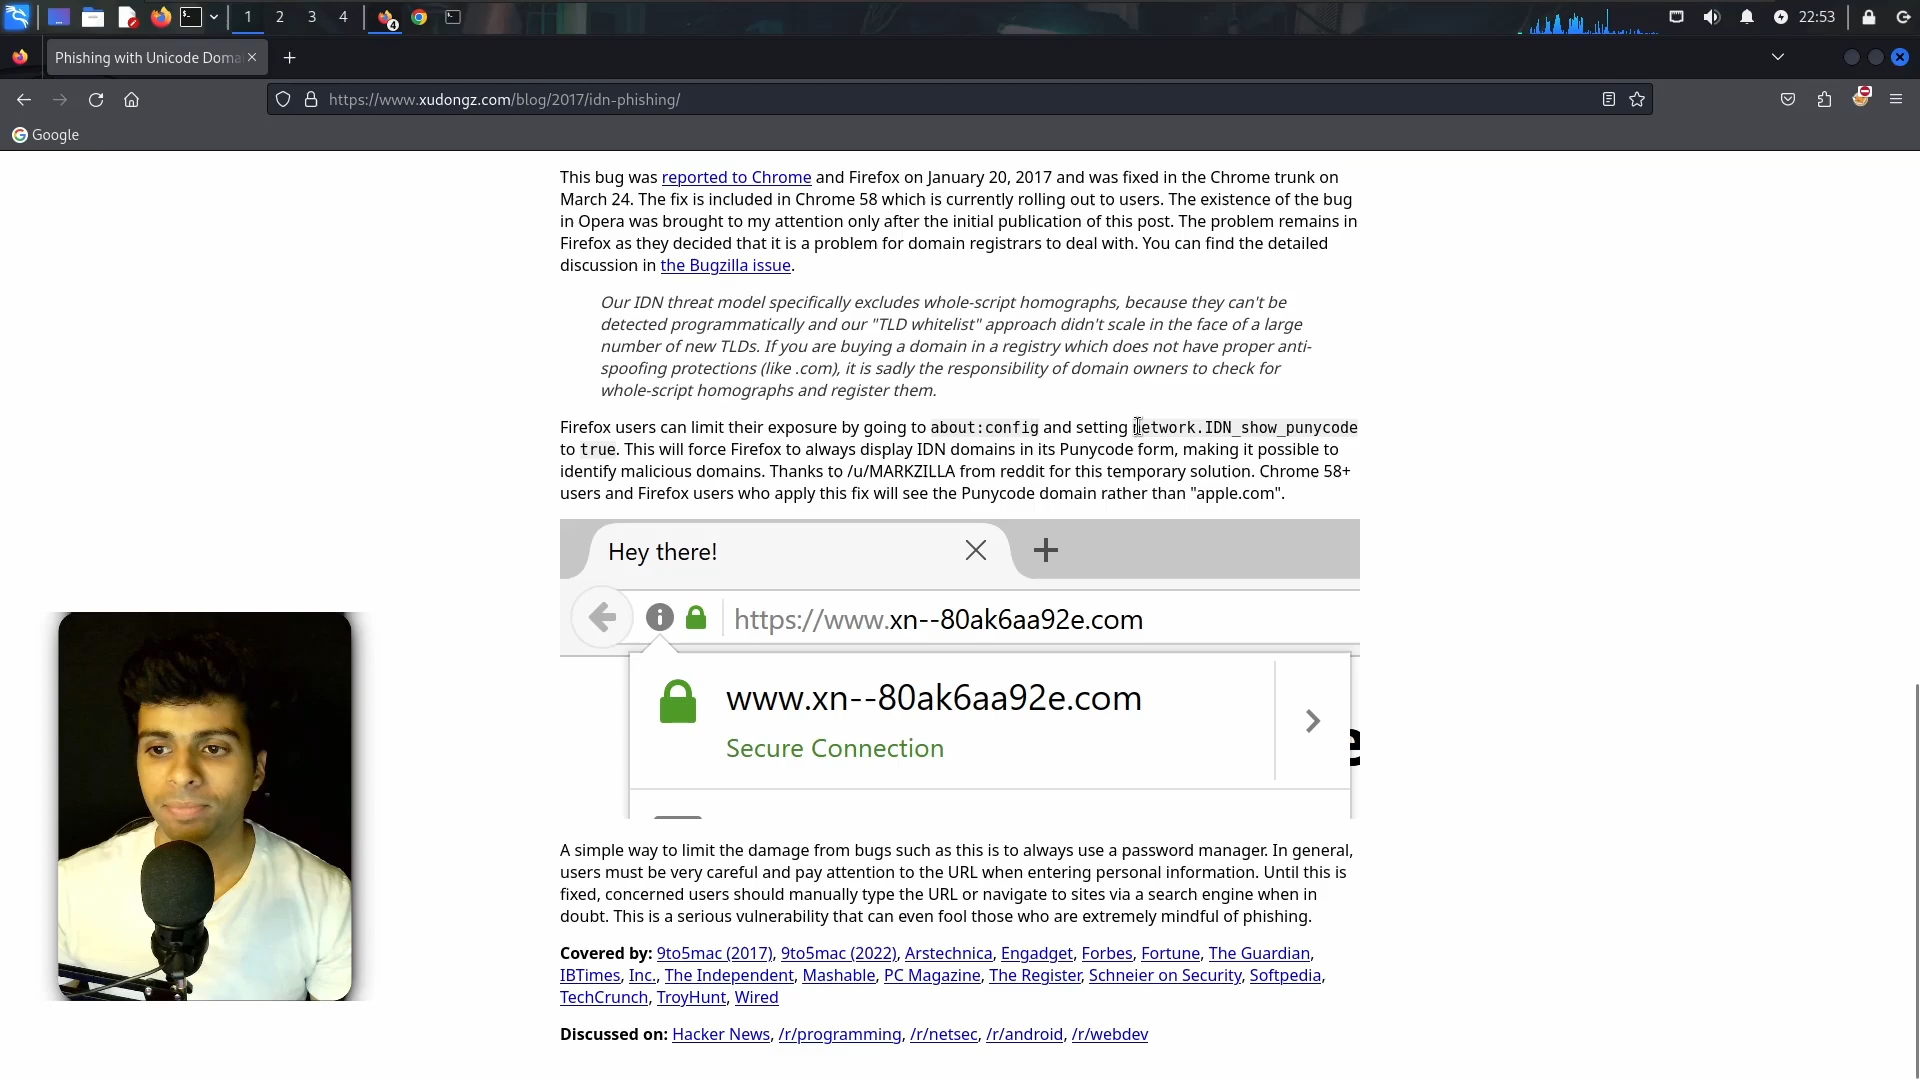 1 2 3 4
4
22:53
Phishing with Unicode Doma
https://www.xudongz.com/blog/2017/idn-phishing/
Google
This bug was reported to Chrome and Firefox on January 20, 2017 and was fixed in the Chrome trunk on
March 24. The fix is included in Chrome 58 which is currently rolling out to users. The existence of the bug
in Opera was brought to my attention only after the initial publication of this post. The problem remains in
Firefox as they decided that it is a problem for domain registrars to deal with. You can find the detailed
discussion in the Bugzilla issue.
Our IDN threat model specifically excludes whole-script homographs, because they can't be
detected programmatically and our "TLD whitelist" approach didn't scale in the face of a large
number of new TLDs. If you are buying a domain in a registry which does not have proper anti-
spoofing protections (like .com), it is sadly the responsibility of domain owners to check for
whole-script homographs and register them.
Firefox users can limit their exposure by going to about:config and setting network.IDN_show_punycode
to true. This will force Firefox to always display IDN domains in its Punycode form, making it possible to
identify malicious domains. Thanks to /u/MARKZILLA from reddit for this temporary solution. Chrome 58+
users and Firefox users who apply this fix will see the Punycode domain rather than "apple.com".
Hey there!
https://www.xn--80ak6aa92e.com
www.xn--80ak6aa92e.com
Secure Connection
e
A simple way to limit the damage from bugs such as this is to always use a password manager. In general,
users must be very careful and pay attention to the URL when entering personal information. Until this is
fixed, concerned users should manually type the URL or navigate to sites via a search engine when in
doubt. This is a serious vulnerability that can even fool those who are extremely mindful of phishing.
Covered by: 9to5mac (2017), 9to5mac (2022), Arstechnica, Engadget, Forbes, Fortune, The Guardian,
IBTimes, Inc., The Independent, Mashable, PC Magazine, The Register, Schneier on Security, Softpedia,
TechCrunch, TroyHunt, Wired
Discussed on: Hacker News, /r/programming, /r/netsec, /r/android, /r/webdev